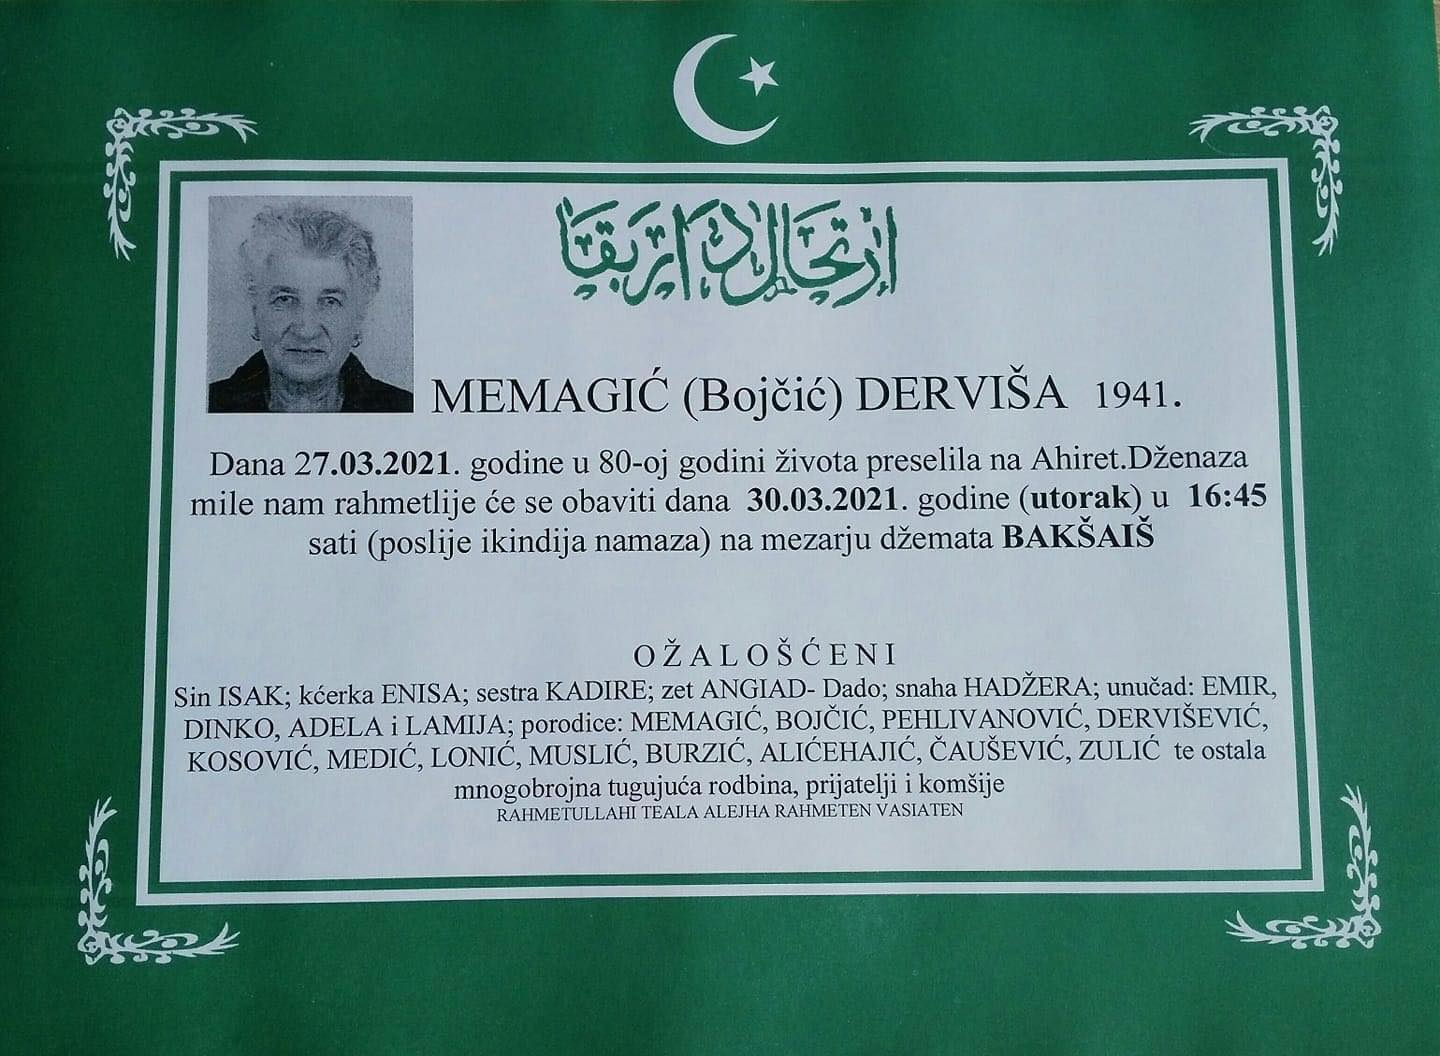 ارتحال دار بقا
MEMAGIĆ (Bojčić) DERVIŠA 1941.
Dana 27.03.2021. godine u 80-oj godini života preselila na Ahiret.Dženaza
mile nam rahmetlije će se obaviti dana 30.03.2021. godine (utorak) u 16:45
sati (poslije ikindija namaza) na mezarju džemata BAKŠAIŠ
OŽALOŠĆENI
Sin ISAK; kćerka ENISA; sestra KADIRE; zet ANGIAD- Dado; snaha HADŽERA; unučad: EMIR,
DINKO, ADELA i LAMIJA; porodice: MEMAGIĆ, BOJČIĆ, PEHLIVANOVIĆ, DERVIŠEVIĆ,
KOSOVIĆ, MEDIĆ, LONIĆ, MUSLIĆ, BURZIĆ, ALIĆEHAJIĆ, ČAUŠEVIĆ, ZULIĆ te ostala
mnogobrojna tugujuća rodbina, prijatelji i komšije
RAHMETULLAHI TEALA ALEJHA RAHMETEN VASIATEN